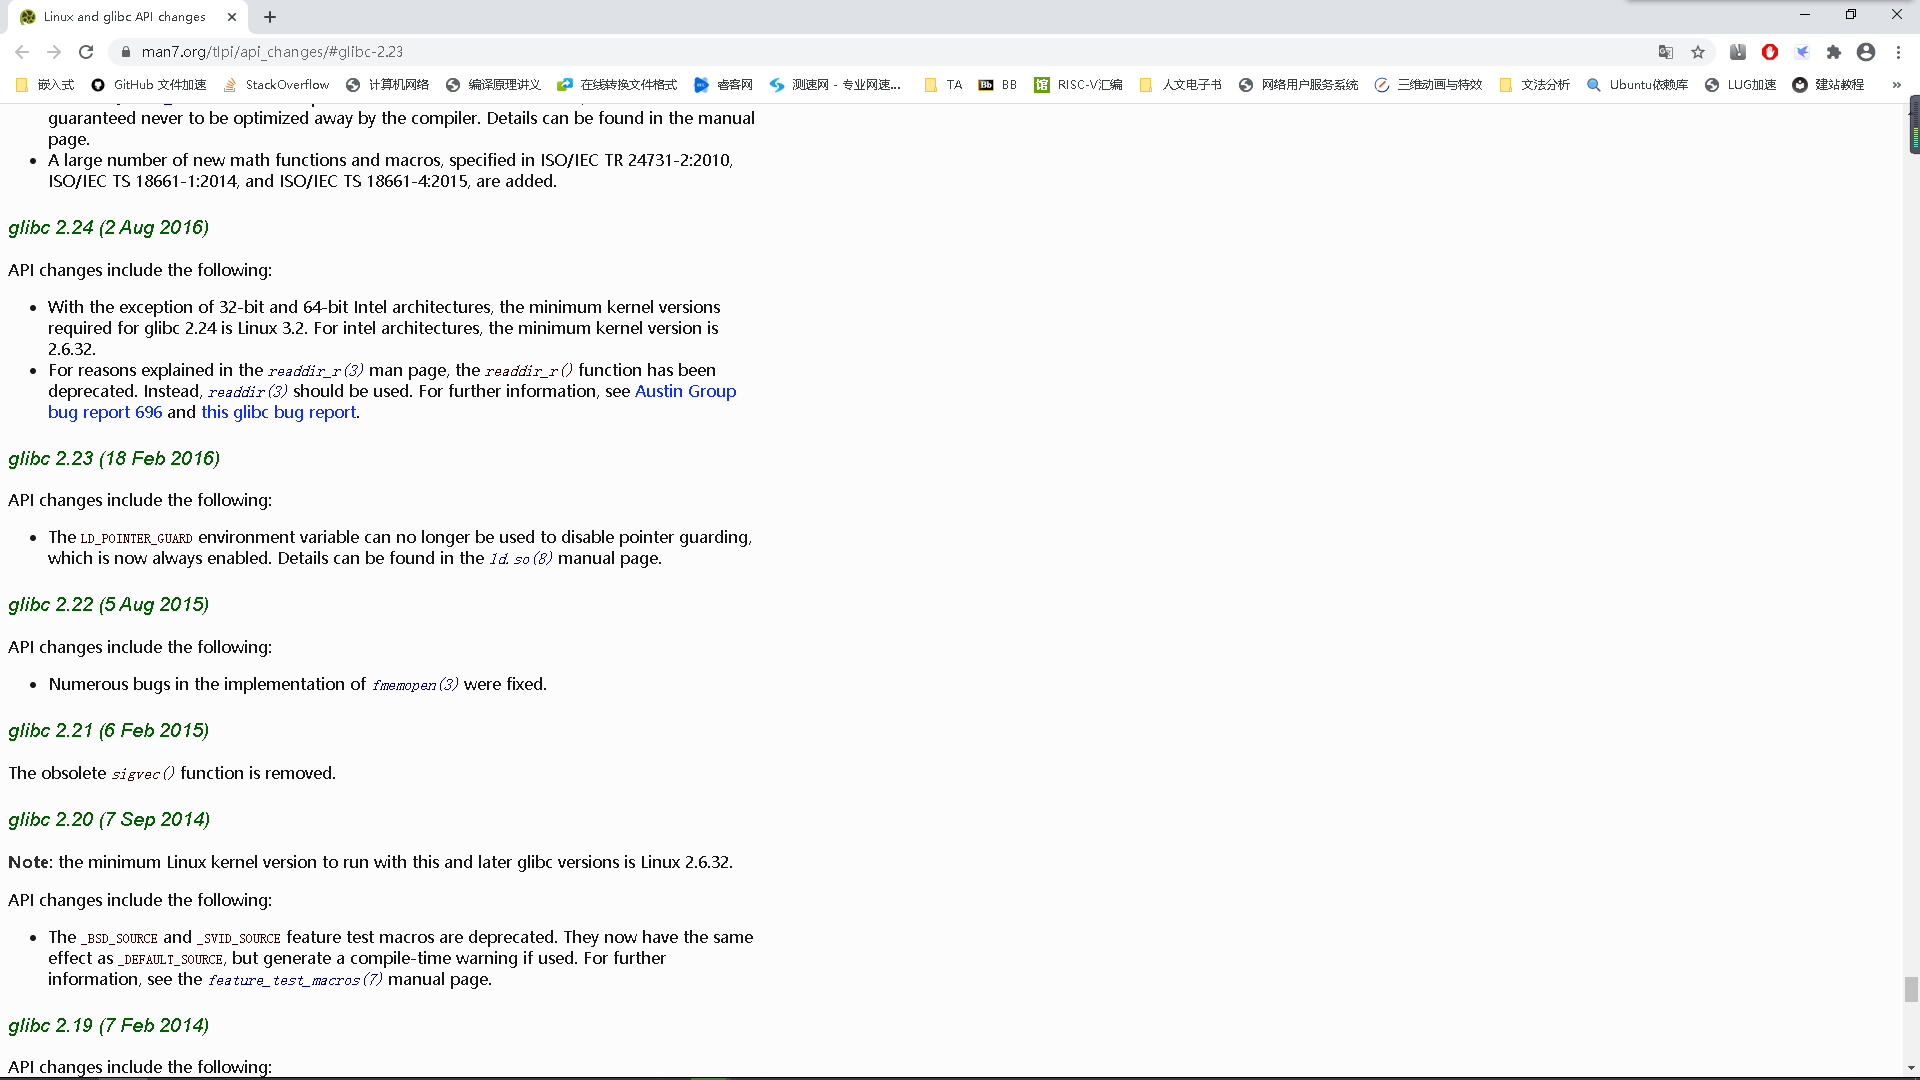 Linux and glibc API changes
man7.org/tlpi/api_changes/#glibc-2.23
嵌入式 GitHub 文件加速 StackOverflow 计算机网络 编译原理讲义 在线转换文件格式 睿客网 测速网 - 专业网速... TA BB RISC-V汇编 人文电子书 网络用户服务系统 三维动画与特效 文法分析 Ubuntu依赖库 LUG加速 建站教程 »
guaranteed never to be optimized away by the compiler. Details can be found in the manual
page.
• A large number of new math functions and macros, specified in ISO/IEC TR 24731-2:2010,
ISO/IEC TS 18661-1:2014, and ISO/IEC TS 18661-4:2015, are added.
glibc 2.24 (2 Aug 2016)
API changes include the following:
• With the exception of 32-bit and 64-bit Intel architectures, the minimum kernel versions
required for glibc 2.24 is Linux 3.2. For intel architectures, the minimum kernel version is
2.6.32.
• For reasons explained in the readdir_r(3) man page, the readdir_r() function has been
deprecated. Instead, readdir(3) should be used. For further information, see Austin Group
bug report 696 and this glibc bug report.
glibc 2.23 (18 Feb 2016)
API changes include the following:
• The LD_POINTER_GUARD environment variable can no longer be used to disable pointer guarding,
which is now always enabled. Details can be found in the ld.so(8) manual page.
glibc 2.22 (5 Aug 2015)
API changes include the following:
• Numerous bugs in the implementation of fmemopen(3) were fixed.
glibc 2.21 (6 Feb 2015)
The obsolete sigvec() function is removed.
glibc 2.20 (7 Sep 2014)
Note: the minimum Linux kernel version to run with this and later glibc versions is Linux 2.6.32.
API changes include the following:
• The _BSD_SOURCE and _SVID_SOURCE feature test macros are deprecated. They now have the same
effect as _DEFAULT_SOURCE, but generate a compile-time warning if used. For further
information, see the feature_test_macros(7) manual page.
glibc 2.19 (7 Feb 2014)
API changes include the following: